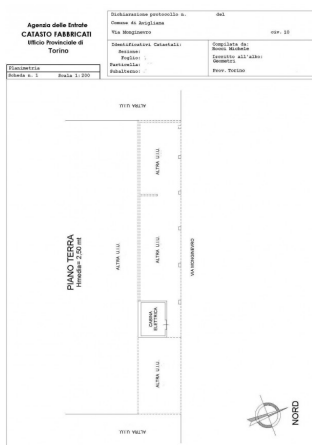 Agenzia delle Entrate
CATASTO FABBRICATI
Ufficio Provinciale di
Torino
Dichiarazione protocollo n. del
Comune di Avigliana
Via Monginevro civ. 10
Identificativi Catastali:
Sezione:
Foglio:
Particella:
Subalterno:
Compilata da:
Bonni Michele
Iscritto all'albo:
Geometri
Prov. Torino
Planimetria
Scheda n. 1 Scala 1:200
ALTRA U.I.U.
ALTRA U.I.U.
PIANO TERRA
Hmedia= 2,50 mt
ALTRA U.I.U.
ALTRA U.I.U.
VIA MONGINEVRO
CABINA
ELETTRICA
ALTRA U.I.U.
ALTRA U.I.U.
NORD